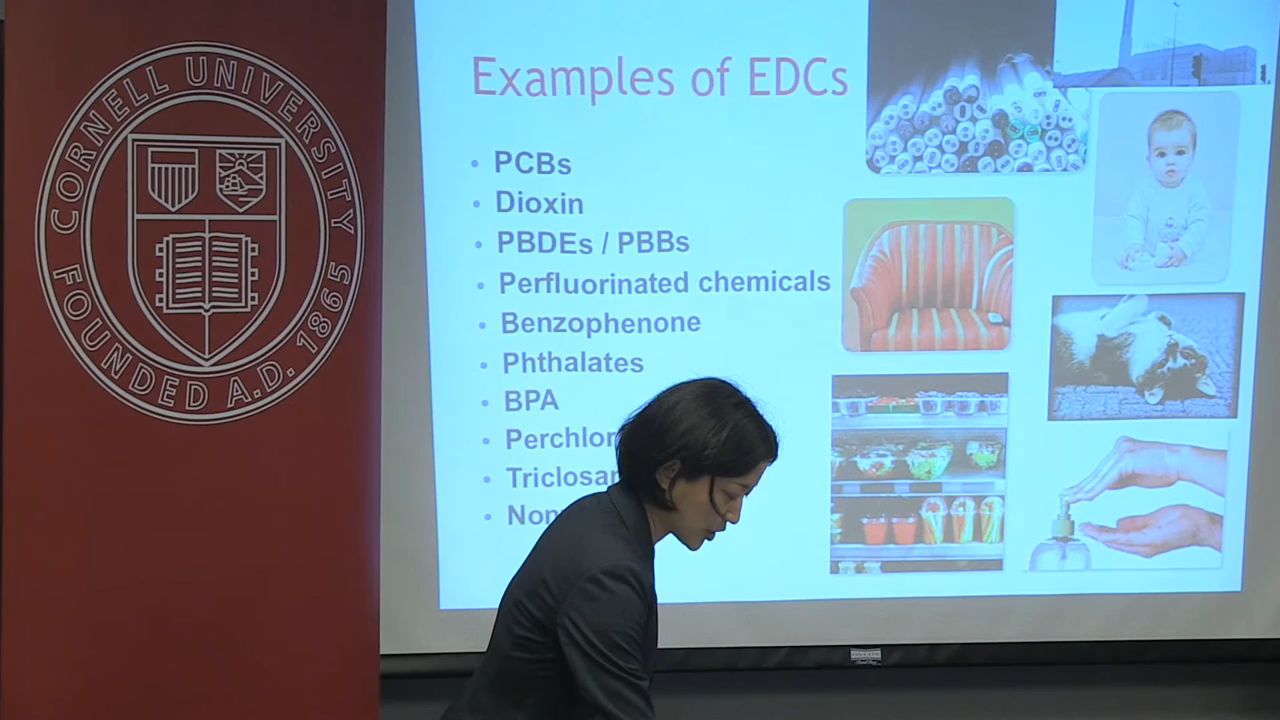 CORNELL UNIVERSITY
FOUNDED A.D. 1865
Examples of EDCs
• PCBs
• Dioxin
• PBDEs / PBBs
• Perfluorinated chemicals
• Benzophenone
• Phthalates
• BPA
• Perchlor
• Triclosan
• Non